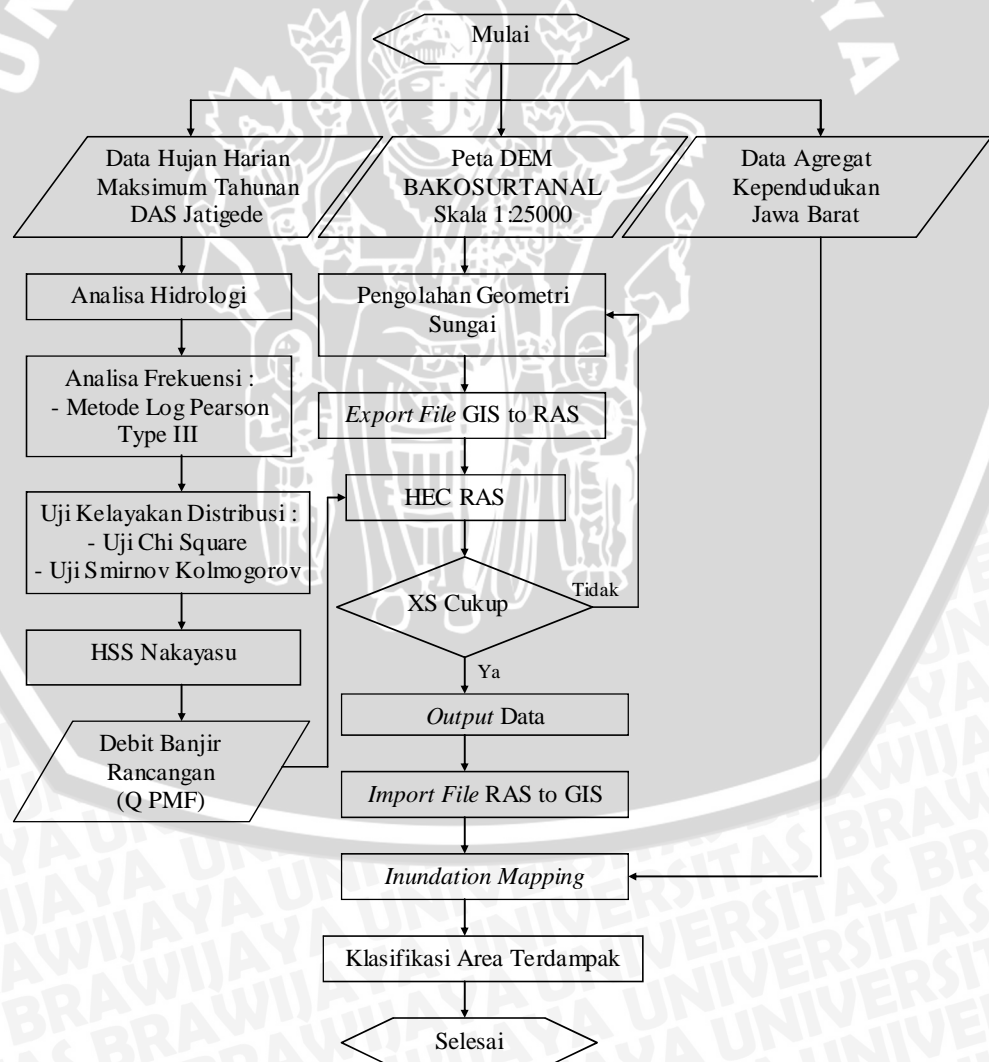 Mulai
Data Hujan Harian
Maksimum Tahunan
DAS Jatigede
Peta DEM
BAKOSURTANAL
Skala 1:25000
Data Agregat
Kependudukan
Jawa Barat
Analisa Hidrologi
Analisa Frekuensi :
- Metode Log Pearson
Type III
Uji Kelayakan Distribusi :
- Uji Chi Square
- Uji Smirnov Kolmogorov
HSS Nakayasu
Debit Banjir
Rancangan
(Q PMF)
Pengolahan Geometri
Sungai
Export File GIS to RAS
HEC RAS
XS Cukup
Tidak
Ya
Output Data
Import File RAS to GIS
Inundation Mapping
Klasifikasi Area Terdampak
Selesai